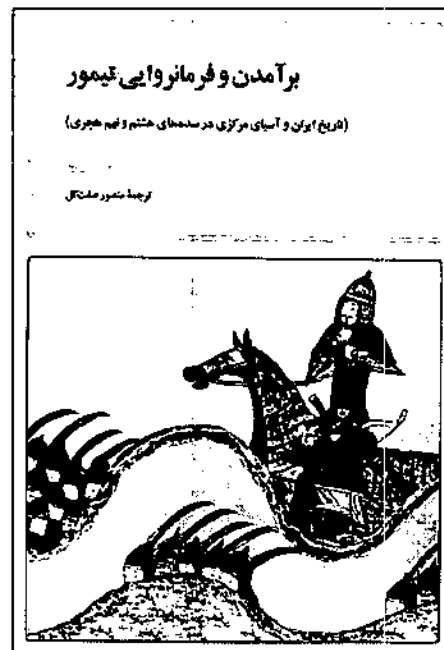 برآمدن و فرمانروایی تیمور
(تاریخ ایران و آسیای مرکزی در سده‌های هشتم و نهم هجری)
ترجمهٔ منصور صفت‌گل